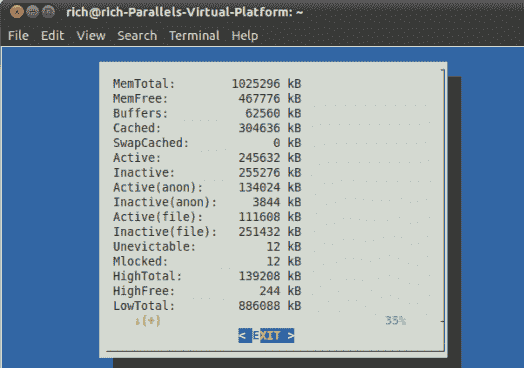 rich@rich-Parallels-Virtual-Platform: ~
File Edit View Search Terminal Help
MemTotal: 1025296 kB
MemFree: 467776 kB
Buffers: 62560 kB
Cached: 304636 kB
SwapCached: 0 kB
Active: 245632 kB
Inactive: 255276 kB
Active(anon): 134024 kB
Inactive(anon): 3844 kB
Active(file): 111608 kB
Inactive(file): 251432 kB
Unevictable: 12 kB
Mlocked: 12 kB
HighTotal: 139208 kB
HighFree: 244 kB
LowTotal: 886088 kB
↓(+) 35%
< EXIT >